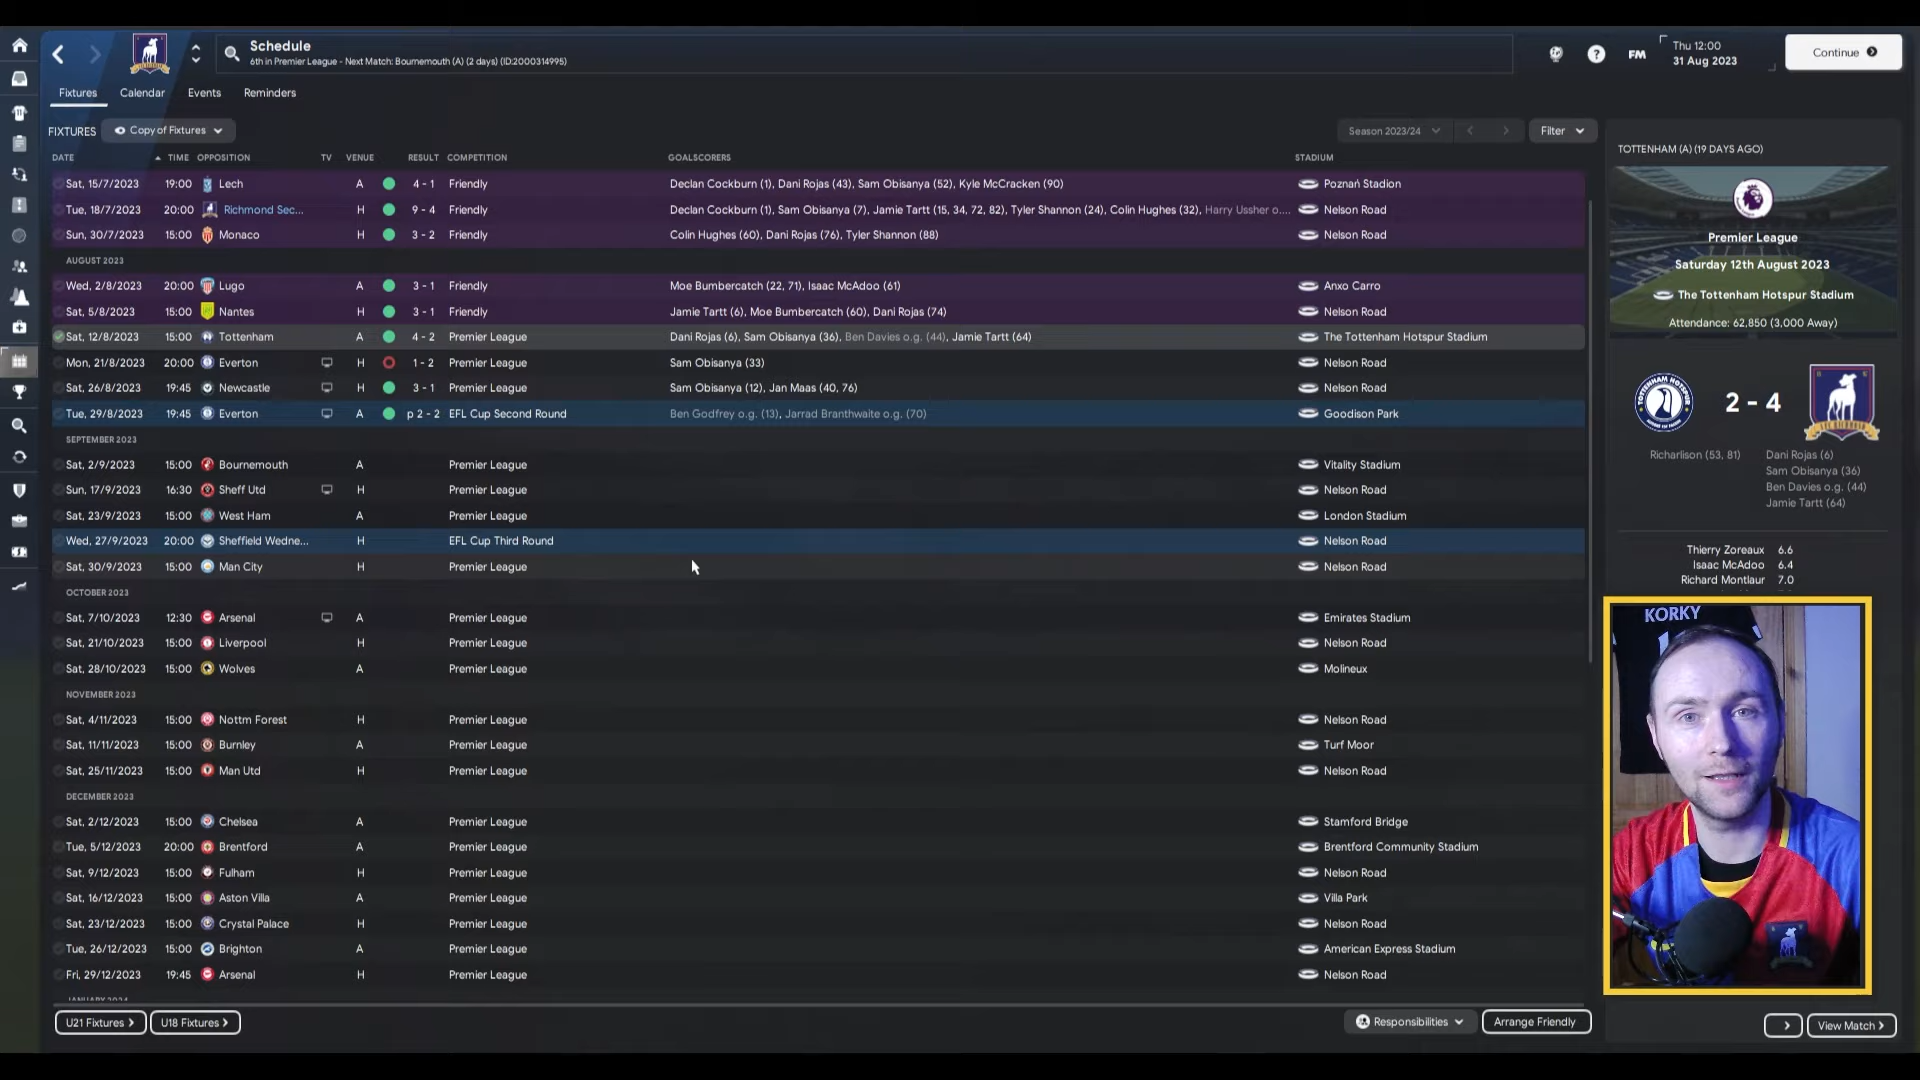 Schedule
6th in Premier League - Next Match: Bournemouth (A) (2 days) (ID:2000314995)
FM
Thu 12:00
31 Aug 2023
Continue
Fixtures Calendar Events Reminders
FIXTURES Copy of Fixtures
Season 2023/24
Filter
DATE TIME OPPOSITION TV VENUE RESULT COMPETITION GOALSCORERS STADIUM
Sat, 15/7/2023 19:00 Lech A 4 - 1 Friendly Declan Cockburn (1), Dani Rojas (43), Sam Obisanya (52), Kyle McCracken (90) Poznań Stadion
Tue, 18/7/2023 20:00 Richmond Sec... H 9 - 4 Friendly Declan Cockburn (1), Sam Obisanya (7), Jamie Tartt (15, 34, 72, 82), Tyler Shannon (24), Colin Hughes (32), Harry Ussher o.... Nelson Road
Sun, 30/7/2023 15:00 Monaco H 3 - 2 Friendly Colin Hughes (60), Dani Rojas (76), Tyler Shannon (88) Nelson Road
AUGUST 2023
Wed, 2/8/2023 20:00 Lugo A 3 - 1 Friendly Moe Bumbercatch (22, 71), Isaac McAdoo (61) Anxo Carro
Sat, 5/8/2023 15:00 Nantes H 3 - 1 Friendly Jamie Tartt (6), Moe Bumbercatch (60), Dani Rojas (74) Nelson Road
Sat, 12/8/2023 15:00 Tottenham A 4 - 2 Premier League Dani Rojas (6), Sam Obisanya (36), Ben Davies o.g. (44), Jamie Tartt (64) The Tottenham Hotspur Stadium
Mon, 21/8/2023 20:00 Everton H 1 - 2 Premier League Sam Obisanya (33) Nelson Road
Sat, 26/8/2023 19:45 Newcastle H 3 - 1 Premier League Sam Obisanya (12), Jan Maas (40, 76) Nelson Road
Tue, 29/8/2023 19:45 Everton A p 2 - 2 EFL Cup Second Round Ben Godfrey o.g. (13), Jarrad Branthwaite o.g. (70) Goodison Park
SEPTEMBER 2023
Sat, 2/9/2023 15:00 Bournemouth A Premier League Vitality Stadium
Sun, 17/9/2023 16:30 Sheff Utd H Premier League Nelson Road
Sat, 23/9/2023 15:00 West Ham A Premier League London Stadium
Wed, 27/9/2023 20:00 Sheffield Wedne... H EFL Cup Third Round Nelson Road
Sat, 30/9/2023 15:00 Man City H Premier League Nelson Road
OCTOBER 2023
Sat, 7/10/2023 12:30 Arsenal A Premier League Emirates Stadium
Sat, 21/10/2023 15:00 Liverpool H Premier League Nelson Road
Sat, 28/10/2023 15:00 Wolves A Premier League Molineux
NOVEMBER 2023
Sat, 4/11/2023 15:00 Nottm Forest H Premier League Nelson Road
Sat, 11/11/2023 15:00 Burnley A Premier League Turf Moor
Sat, 25/11/2023 15:00 Man Utd H Premier League Nelson Road
DECEMBER 2023
Sat, 2/12/2023 15:00 Chelsea A Premier League Stamford Bridge
Tue, 5/12/2023 20:00 Brentford A Premier League Brentford Community Stadium
Sat, 9/12/2023 15:00 Fulham H Premier League Nelson Road
Sat, 16/12/2023 15:00 Aston Villa A Premier League Villa Park
Sat, 23/12/2023 15:00 Crystal Palace H Premier League Nelson Road
Tue, 26/12/2023 15:00 Brighton A Premier League American Express Stadium
Fri, 29/12/2023 19:45 Arsenal H Premier League Nelson Road
JANUARY 2024
U21 Fixtures
U18 Fixtures
Responsibilities
Arrange Friendly
TOTTENHAM (A) (19 DAYS AGO)
Premier League
Saturday 12th August 2023
The Tottenham Hotspur Stadium
Attendance: 62,850 (3,000 Away)
TOTTENHAM HOTSPUR
2 - 4
Richarlison (53, 81)
Dani Rojas (6)
Sam Obisanya (36)
Ben Davies o.g. (44)
Jamie Tartt (64)
Thierry Zoreaux 6.6
Isaac McAdoo 6.4
Richard Montlaur 7.0
KORKY
View Match